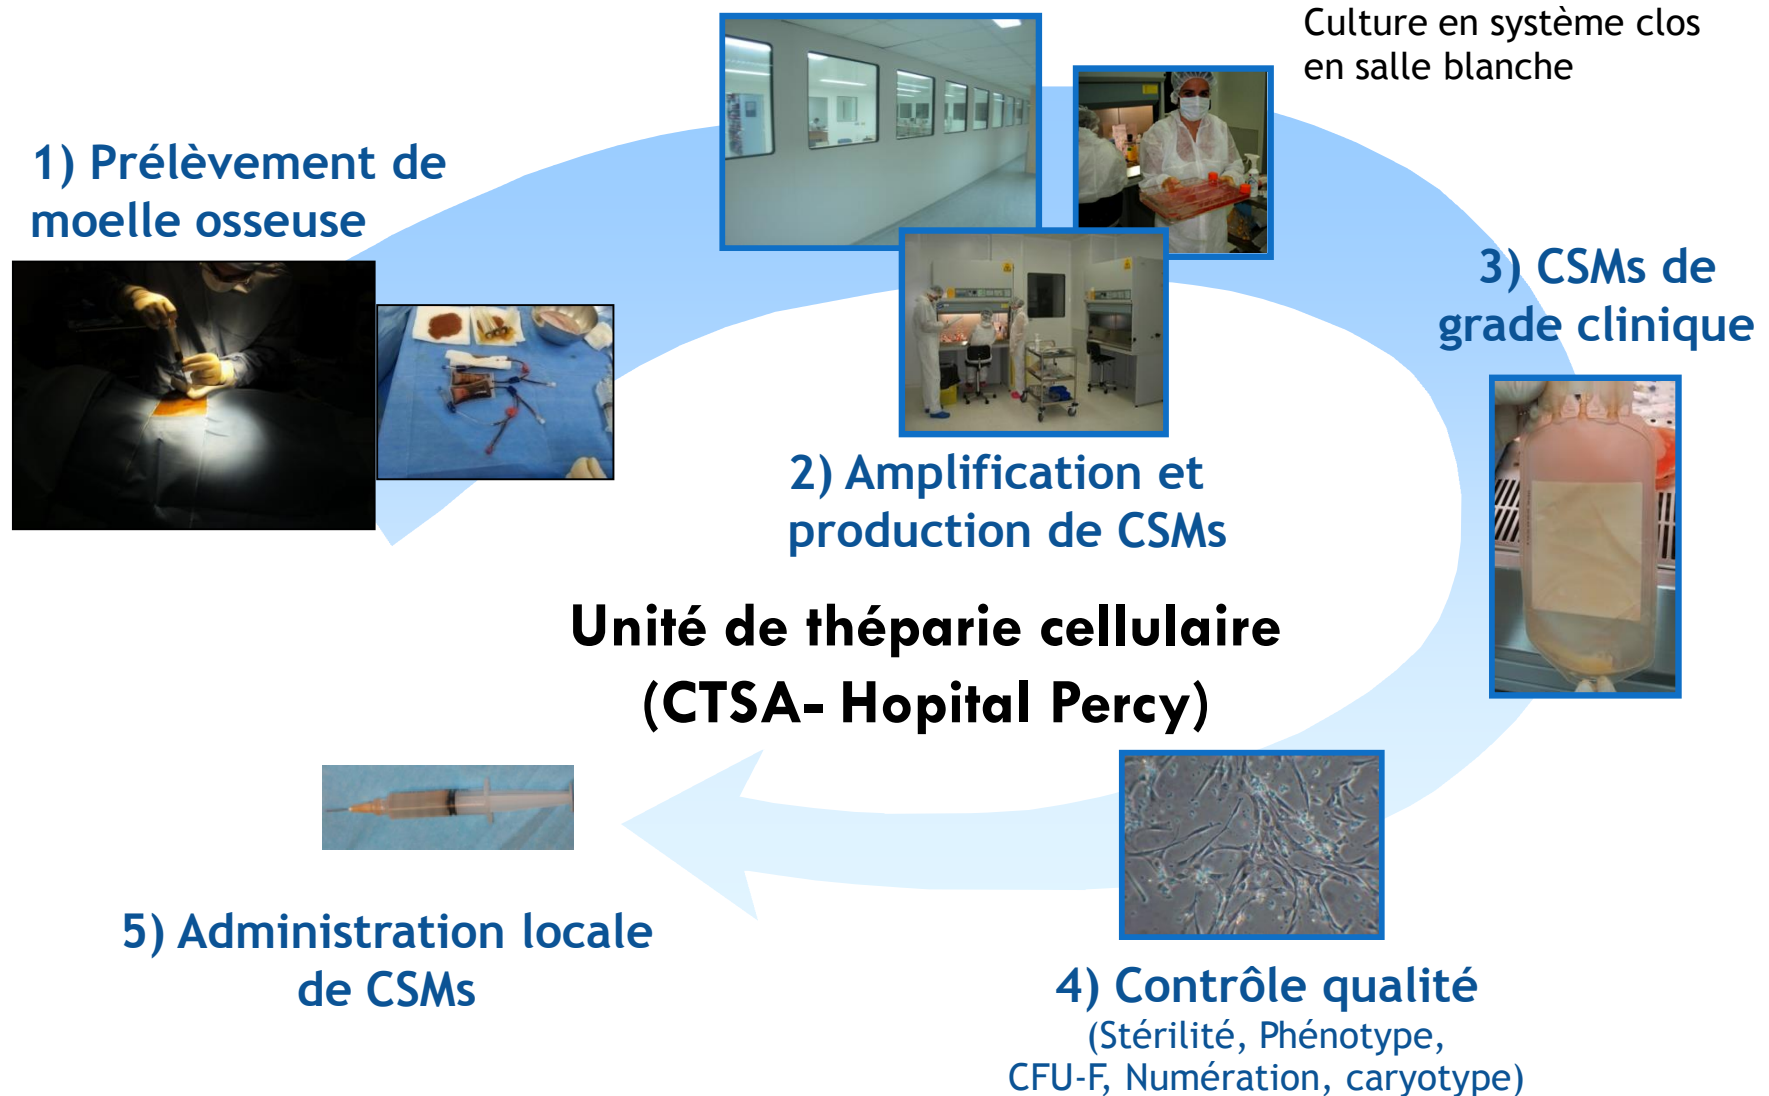 Culture en système clos
en salle blanche
1) Prélèvement de
moelle osseuse
2) Amplification et
production de CSMs
3) CSMs de
grade clinique
Unité de théparie cellulaire
(CTSA- Hopital Percy)
4) Contrôle qualité
(Stérilité, Phénotype,
CFU-F, Numération, caryotype)
5) Administration locale
de CSMs